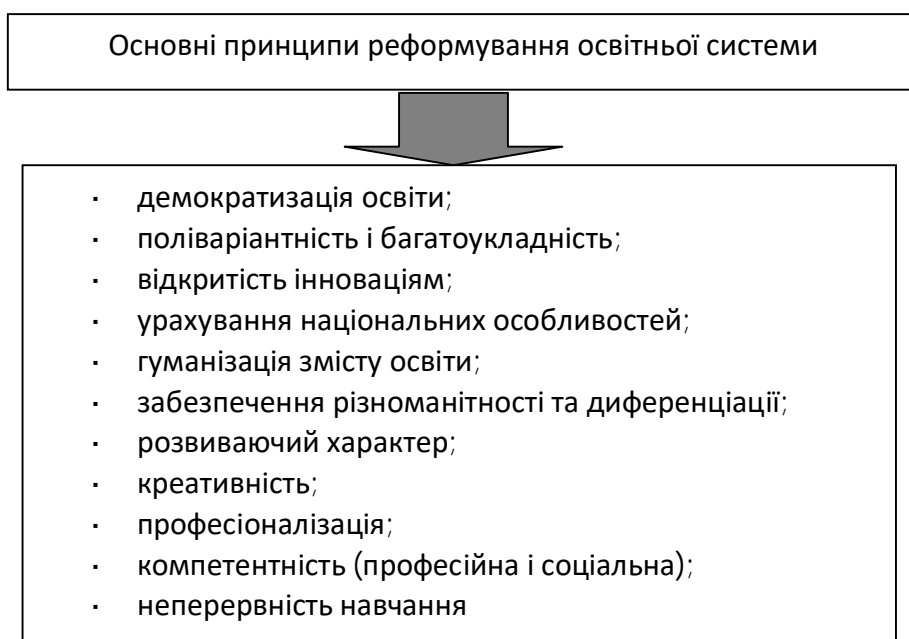 Основні принципи реформування освітньої системи
· демократизація освіти;
· поліваріантність і багатоукладність;
· відкритість інноваціям;
· урахування національних особливостей;
· гуманізація змісту освіти;
· забезпечення різноманітності та диференціації;
· розвиваючий характер;
· креативність;
· професіоналізація;
· компетентність (професійна і соціальна);
· неперервність навчання